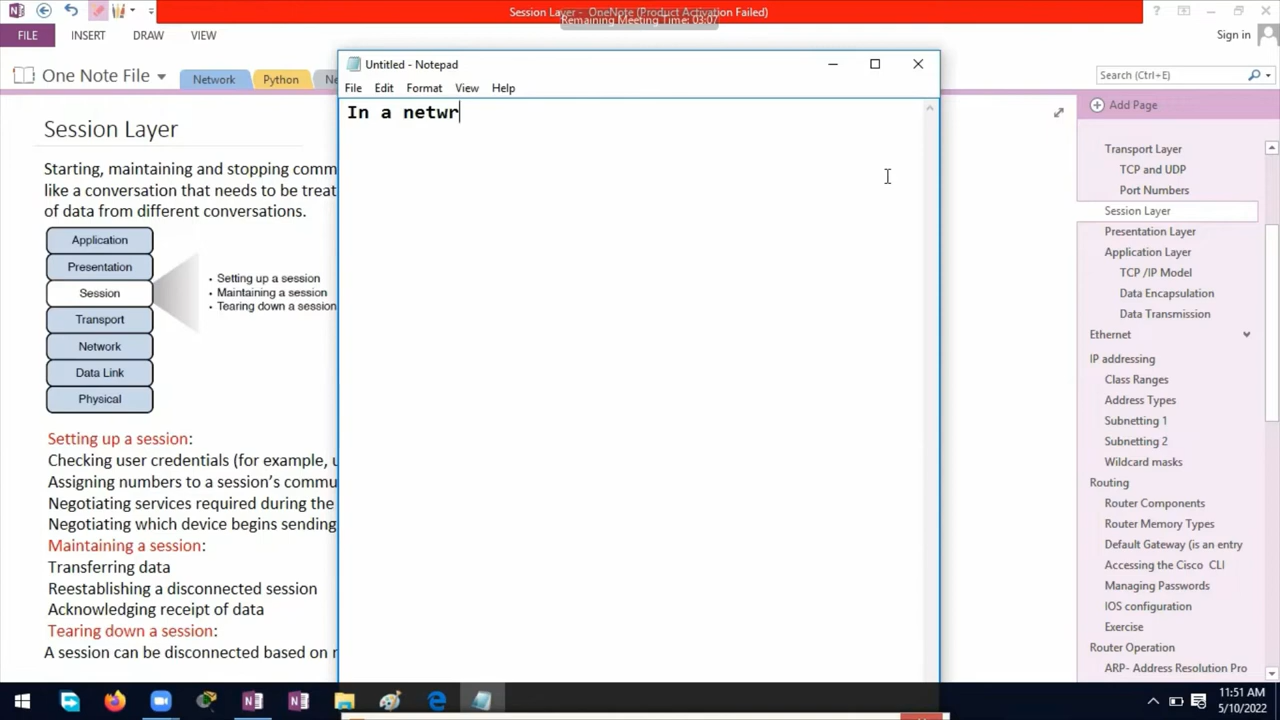 Session Layer - OneNote (Product Activation Failed)
Remaining Meeting Time: 03:07
FILE
INSERT
DRAW
VIEW
Sign in
One Note File
Network
Python
Ne
Search (Ctrl+E)
Untitled - Notepad
File Edit Format View Help
In a netwr
Session Layer
Starting, maintaining and stopping comm
like a conversation that needs to be treat
of data from different conversations.
Application
Presentation
Session
Transport
Network
Data Link
Physical
• Setting up a session
• Maintaining a session
• Tearing down a session
Setting up a session:
Checking user credentials (for example, u
Assigning numbers to a session's commu
Negotiating services required during the
Negotiating which device begins sending
Maintaining a session:
Transferring data
Reestablishing a disconnected session
Acknowledging receipt of data
Tearing down a session:
A session can be disconnected based on
Add Page
Transport Layer
TCP and UDP
Port Numbers
Session Layer
Presentation Layer
Application Layer
TCP /IP Model
Data Encapsulation
Data Transmission
Ethernet
IP addressing
Class Ranges
Address Types
Subnetting 1
Subnetting 2
Wildcard masks
Routing
Router Components
Router Memory Types
Default Gateway (is an entry
Accessing the Cisco CLI
Managing Passwords
IOS configuration
Exercise
Router Operation
ARP- Address Resolution Pro
11:51 AM
5/10/2022